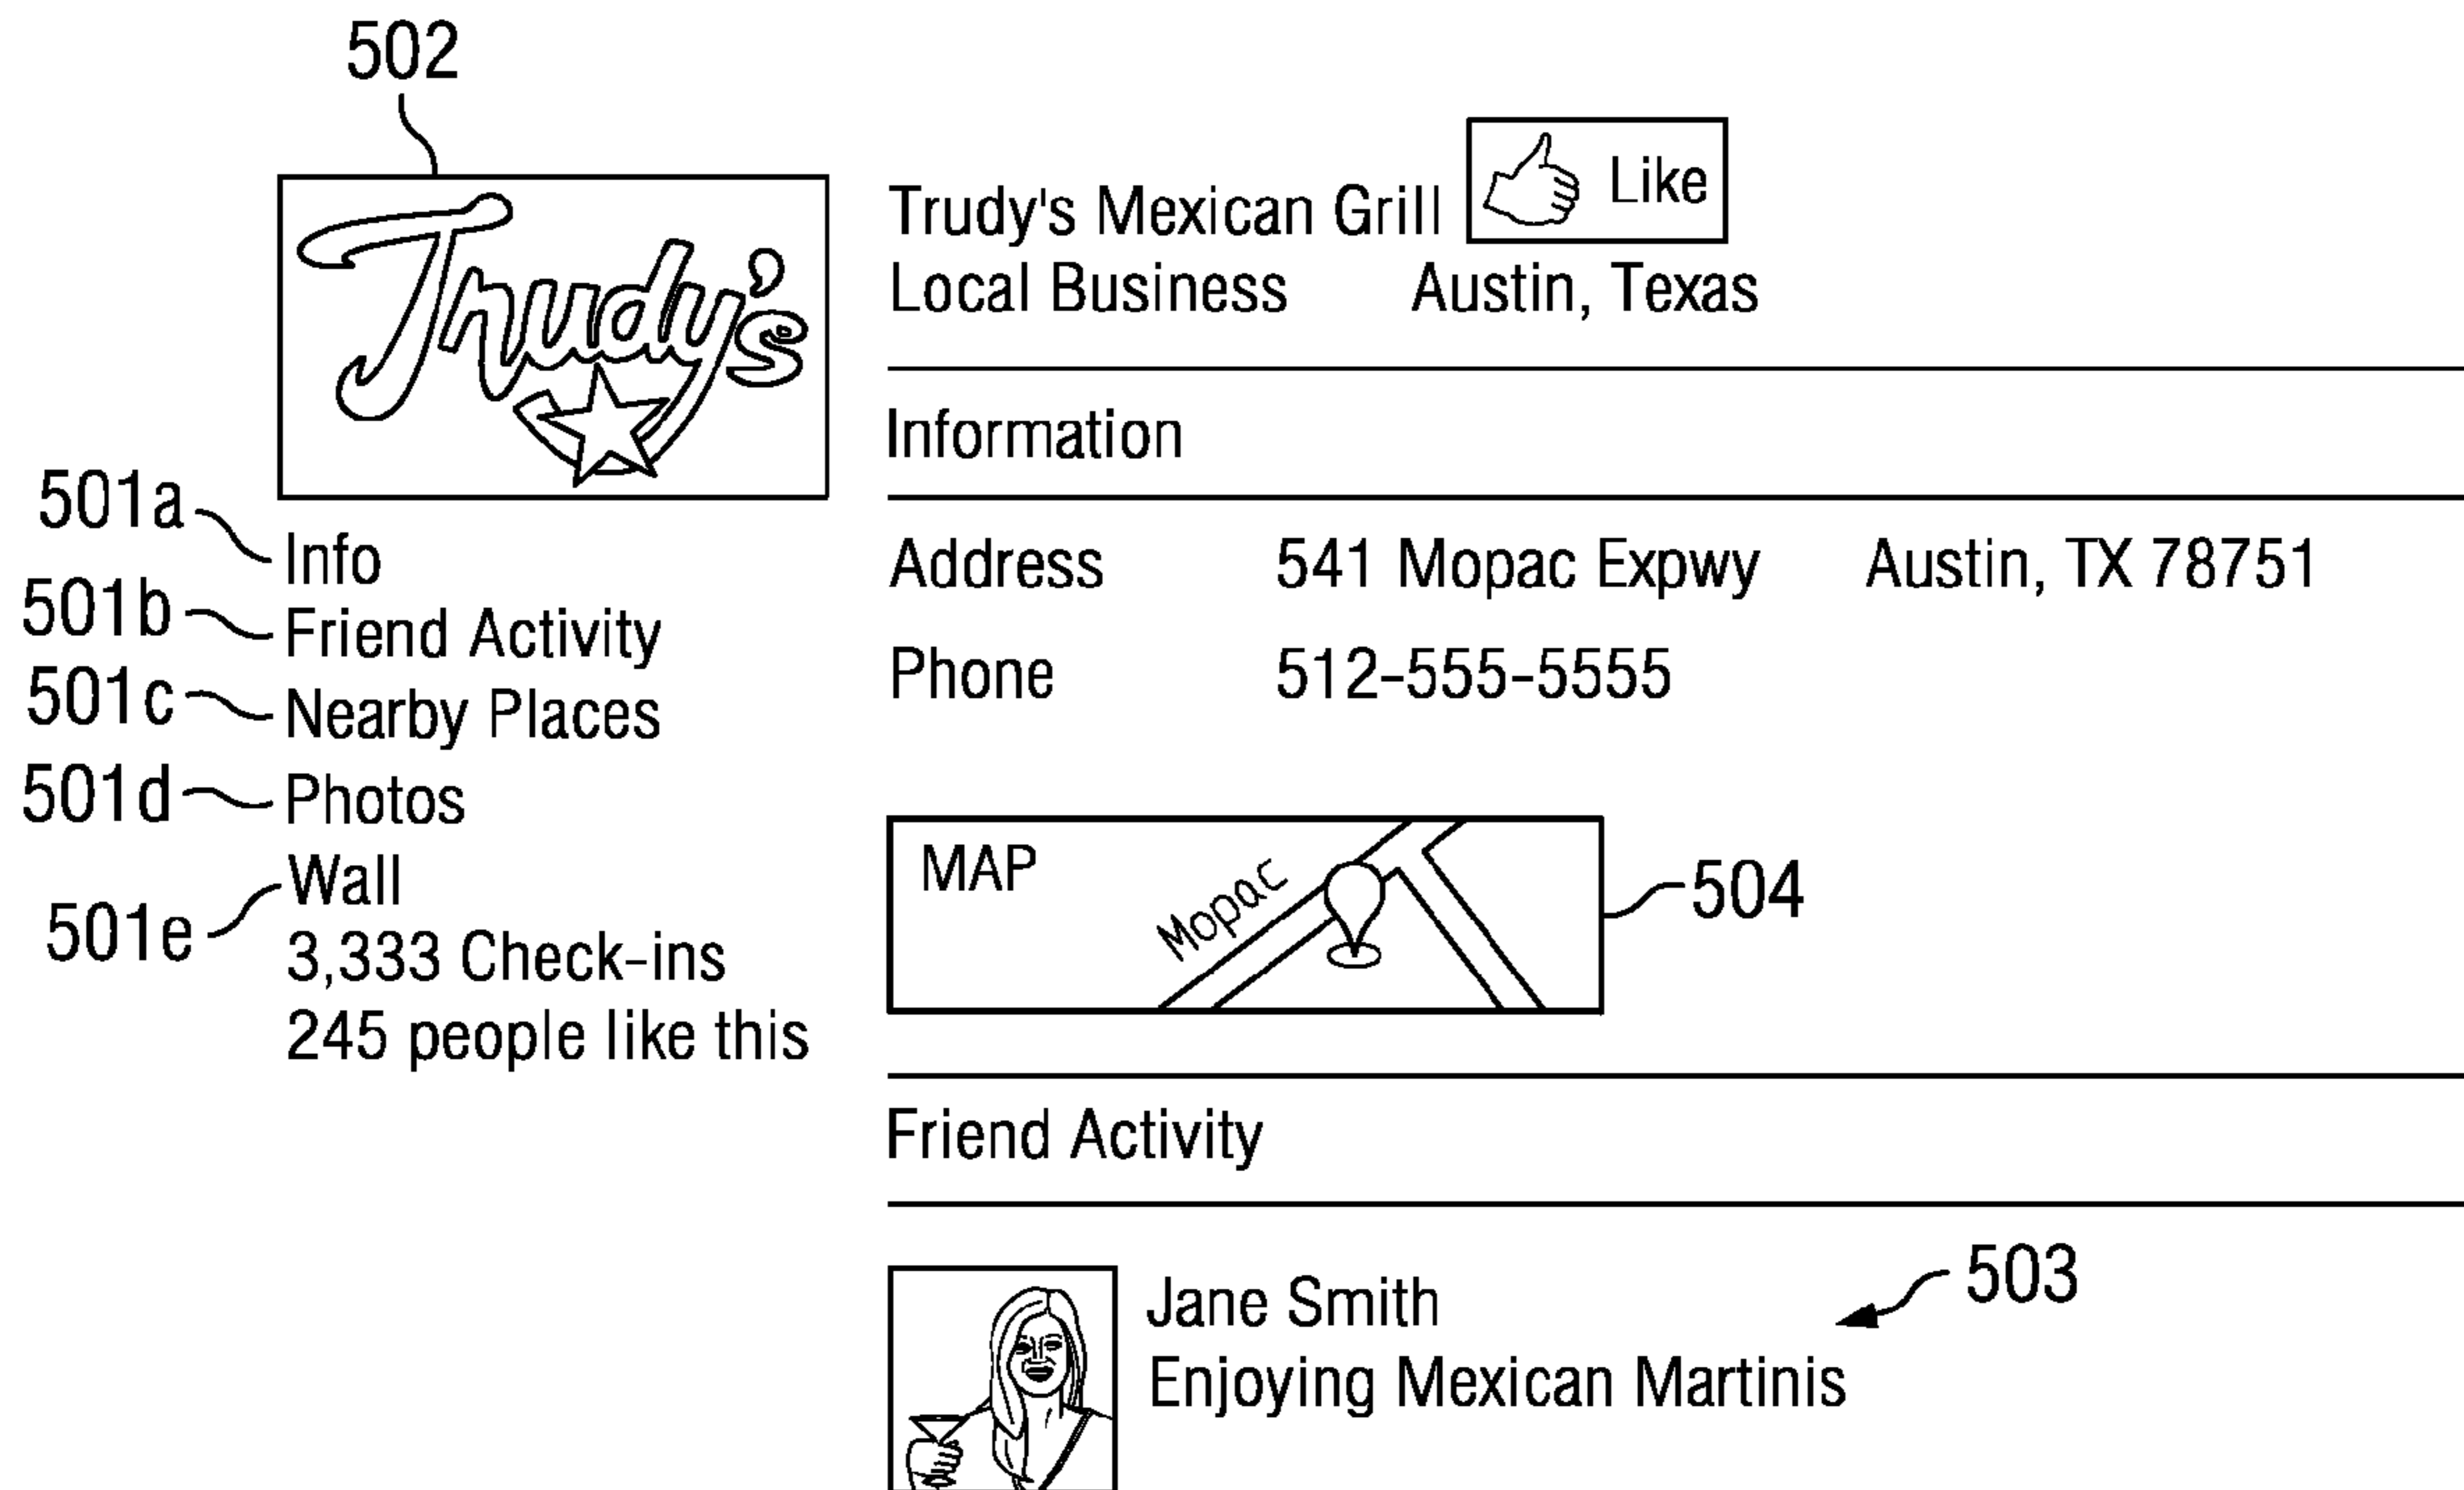 502
Trudy's
501a
Info
501b
Friend Activity
501c
Nearby Places
501d
Photos
Wall
501e
3,333 Check-ins
245 people like this
Trudy's Mexican Grill
Like
Local Business Austin, Texas
Information
Address 541 Mopac Expwy Austin, TX 78751
Phone 512-555-5555
MAP
Mopac
504
Friend Activity
503
Jane Smith
Enjoying Mexican Martinis